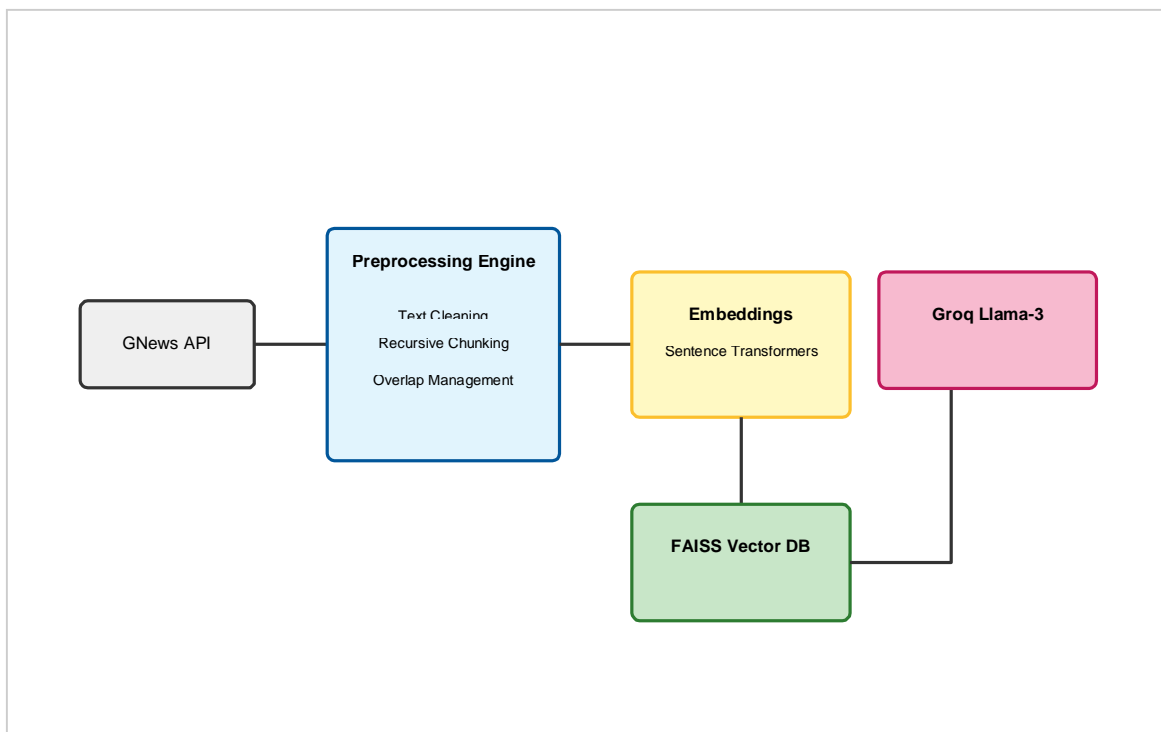 GNews API
Preprocessing Engine
Text Cleaning
Recursive Chunking
Overlap Management
Embeddings
Sentence Transformers
FAISS Vector DB
Groq Llama-3